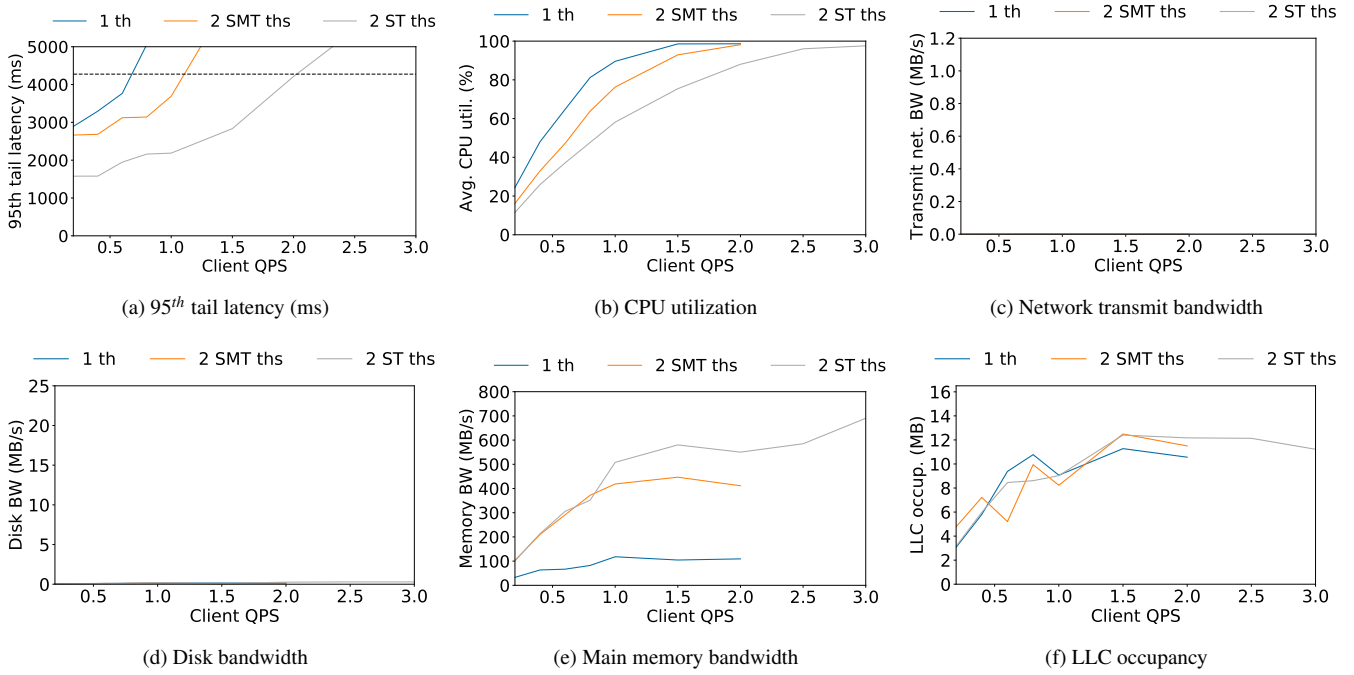 1 th 2 SMT ths 2 ST ths
5000
4000
3000
2000
1000
0
95th tail latency (ms)
0.5 1.0 1.5 2.0 2.5 3.0
Client QPS
(a) 95th tail latency (ms)
1 th 2 SMT ths 2 ST ths
100
80
60
40
20
0
Avg. CPU util. (%)
0.5 1.0 1.5 2.0 2.5 3.0
Client QPS
(b) CPU utilization
1 th 2 SMT ths 2 ST ths
1.2
1.0
0.8
0.6
0.4
0.2
0.0
Transmit net. BW (MB/s)
0.5 1.0 1.5 2.0 2.5 3.0
Client QPS
(c) Network transmit bandwidth
1 th 2 SMT ths 2 ST ths
25
20
15
10
5
0
Disk BW (MB/s)
0.5 1.0 1.5 2.0 2.5 3.0
Client QPS
(d) Disk bandwidth
1 th 2 SMT ths 2 ST ths
800
700
600
500
400
300
200
100
0
Memory BW (MB/s)
0.5 1.0 1.5 2.0 2.5 3.0
Client QPS
(e) Main memory bandwidth
1 th 2 SMT ths 2 ST ths
16
14
12
10
8
6
4
2
0
LLC occup. (MB)
0.5 1.0 1.5 2.0 2.5 3.0
Client QPS
(f) LLC occupancy